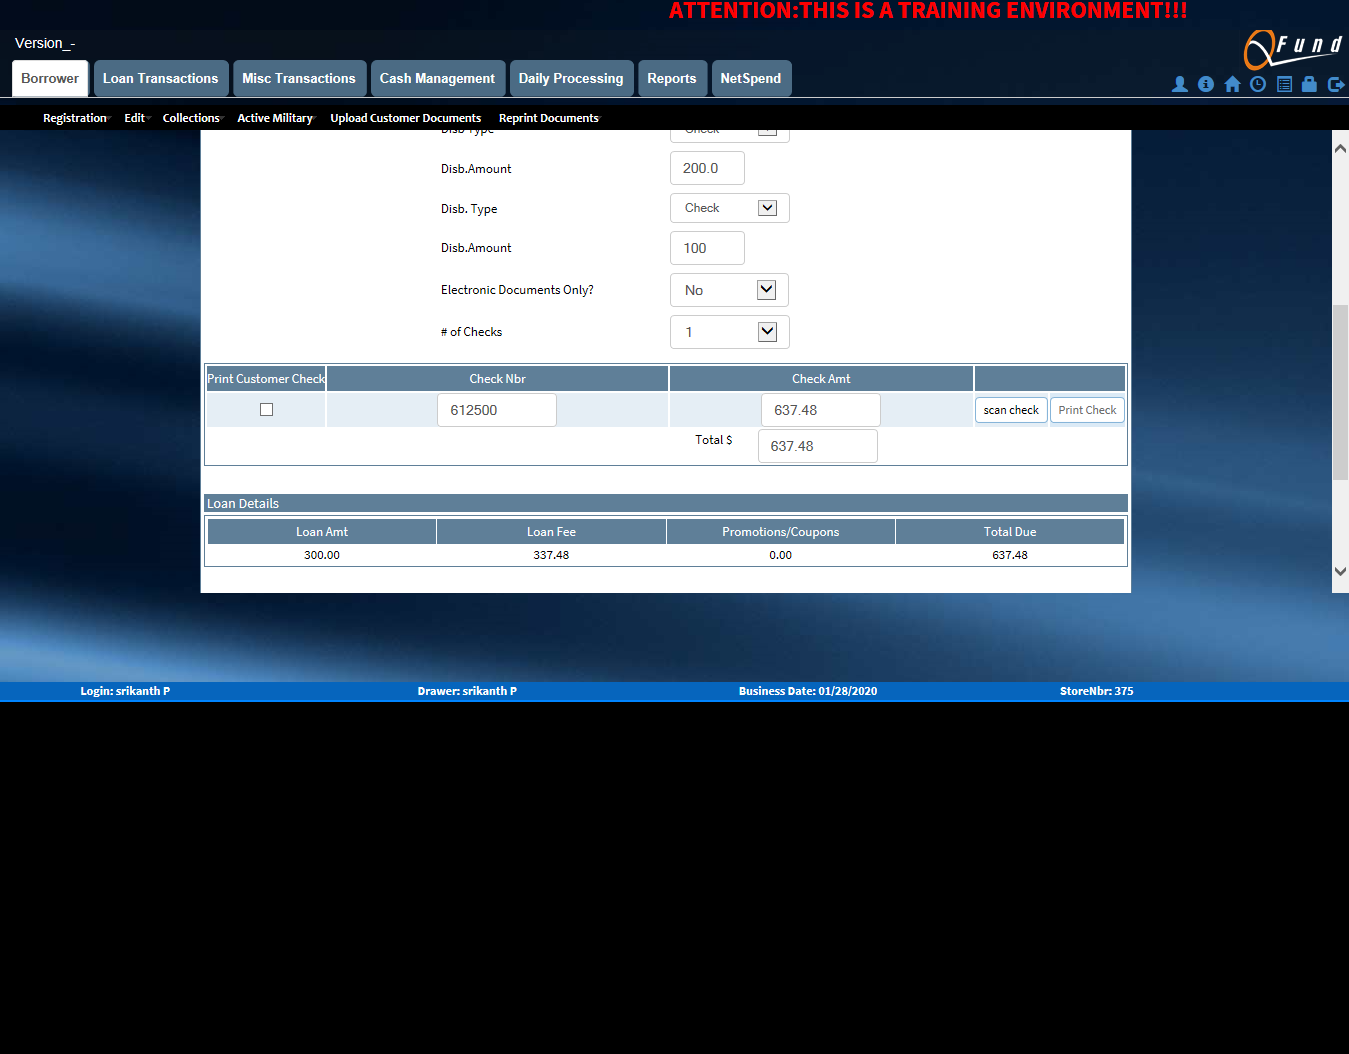 ATTENTION:THIS IS A TRAINING ENVIRONMENT!!!
Version_-
Fund
Borrower Loan Transactions Misc Transactions Cash Management Daily Processing Reports NetSpend
Registration Edit Collections Active Military Upload Customer Documents Reprint Documents
Disb Type Check
Disb.Amount 200.0
Disb. Type Check
Disb.Amount 100
Electronic Documents Only? No
# of Checks 1
Print Customer Check Check Nbr Check Amt
612500 637.48 scan check Print Check
Total $ 637.48
Loan Details
Loan Amt Loan Fee Promotions/Coupons Total Due
300.00 337.48 0.00 637.48
Login: srikanth P Drawer: srikanth P Business Date: 01/28/2020 StoreNbr: 375